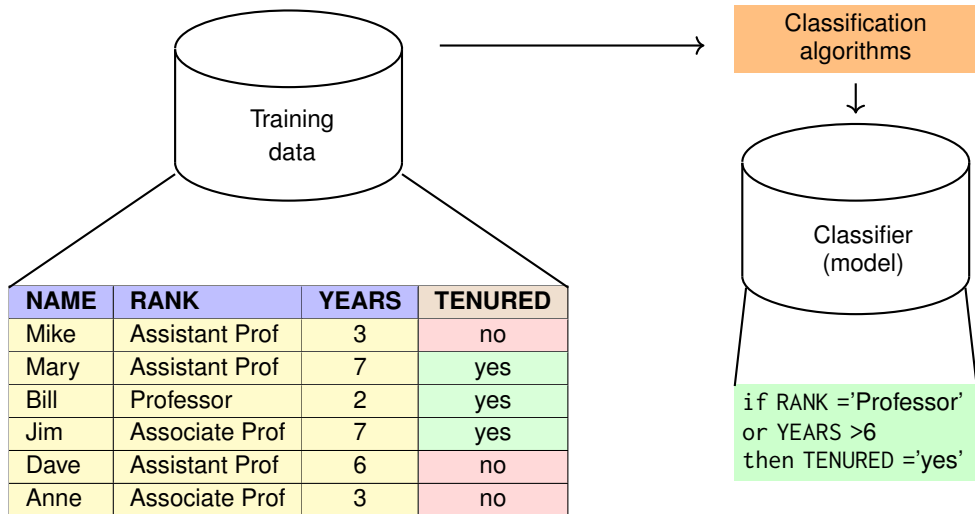 Classification
algorithms
Training
data
Classifier
(model)
NAME RANK YEARS TENURED
Mike Assistant Prof 3 no
Mary Assistant Prof 7 yes
Bill Professor 2 yes
Jim Associate Prof 7 yes
Dave Assistant Prof 6 no
Anne Associate Prof 3 no
if RANK ='Professor'
or YEARS >6
then TENURED ='yes'